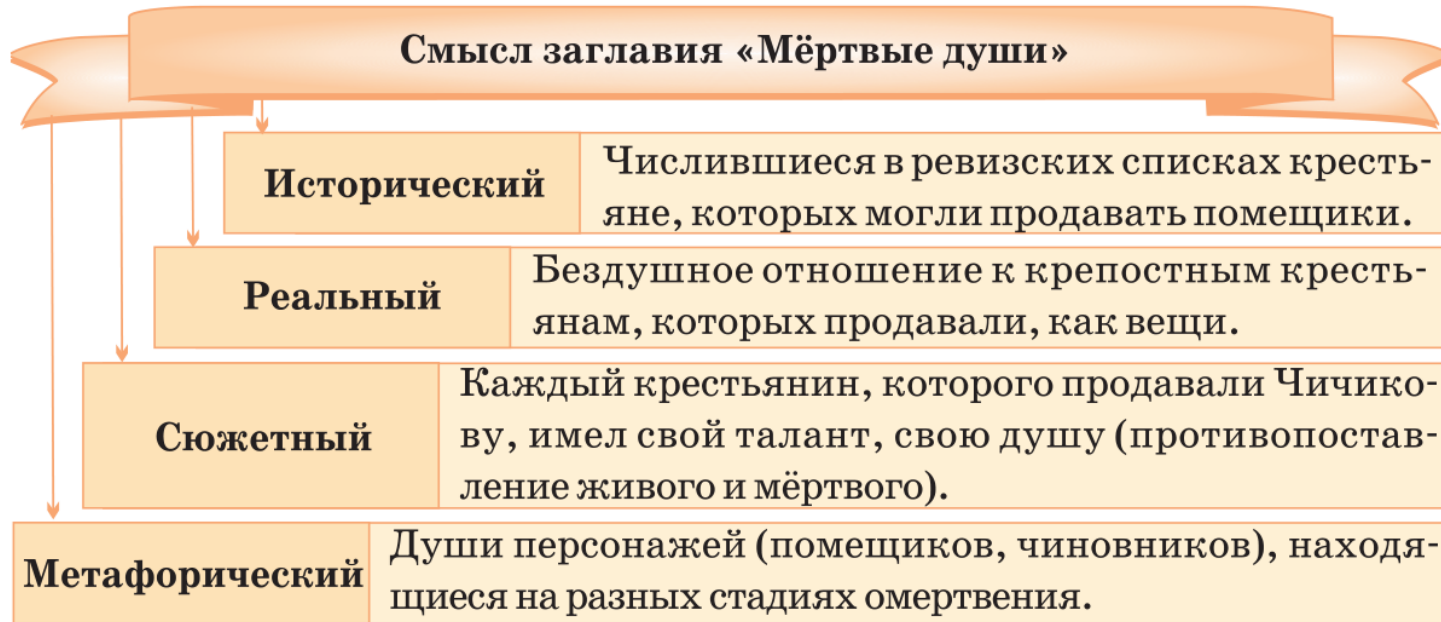 Смысл заглавия «Мёртвые души»
Исторический
Числившиеся в ревизских списках кресть-
яне, которых могли продавать помещики.
Реальный
Бездушное отношение к крепостным кресть-
янам, которых продавали, как вещи.
Сюжетный
Каждый крестьянин, которого продавали Чичико-
ву, имел свой талант, свою душу (противопостав-
ление живого и мёртвого).
Метафорический
Души персонажей (помещиков, чиновников), находя-
щиеся на разных стадиях омертвения.